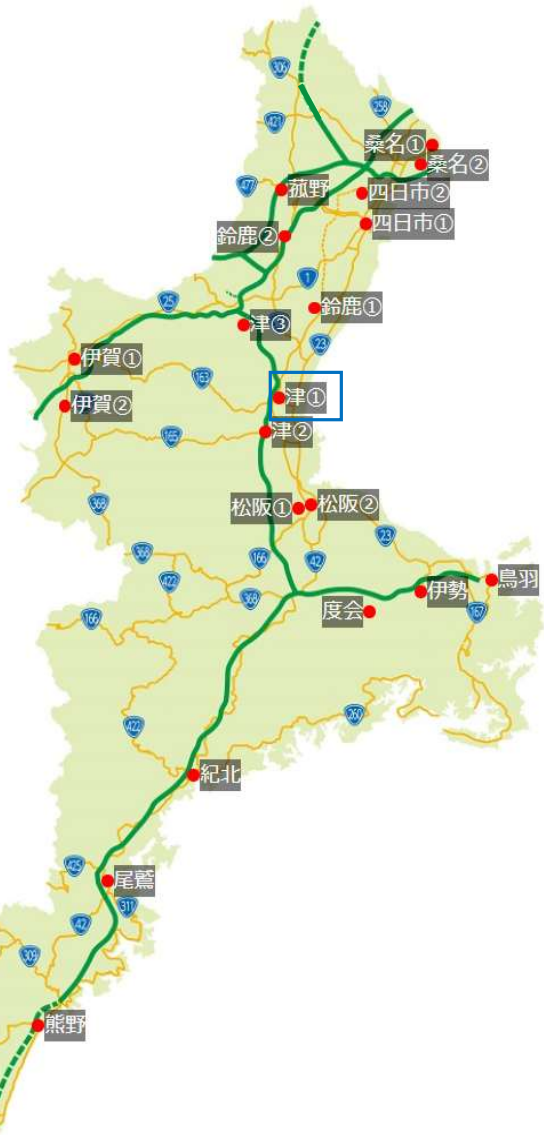 306
258
421
桑名①
桑名②
477
菰野
四日市②
四日市①
鈴鹿②
25
1
鈴鹿①
津③
23
伊賀①
163
津①
伊賀②
165
津②
368
松阪①
松阪②
23
368
166
42
422
368
鳥羽
伊勢
度会
167
166
260
422
紀北
425
尾鷲
311
42
309
熊野